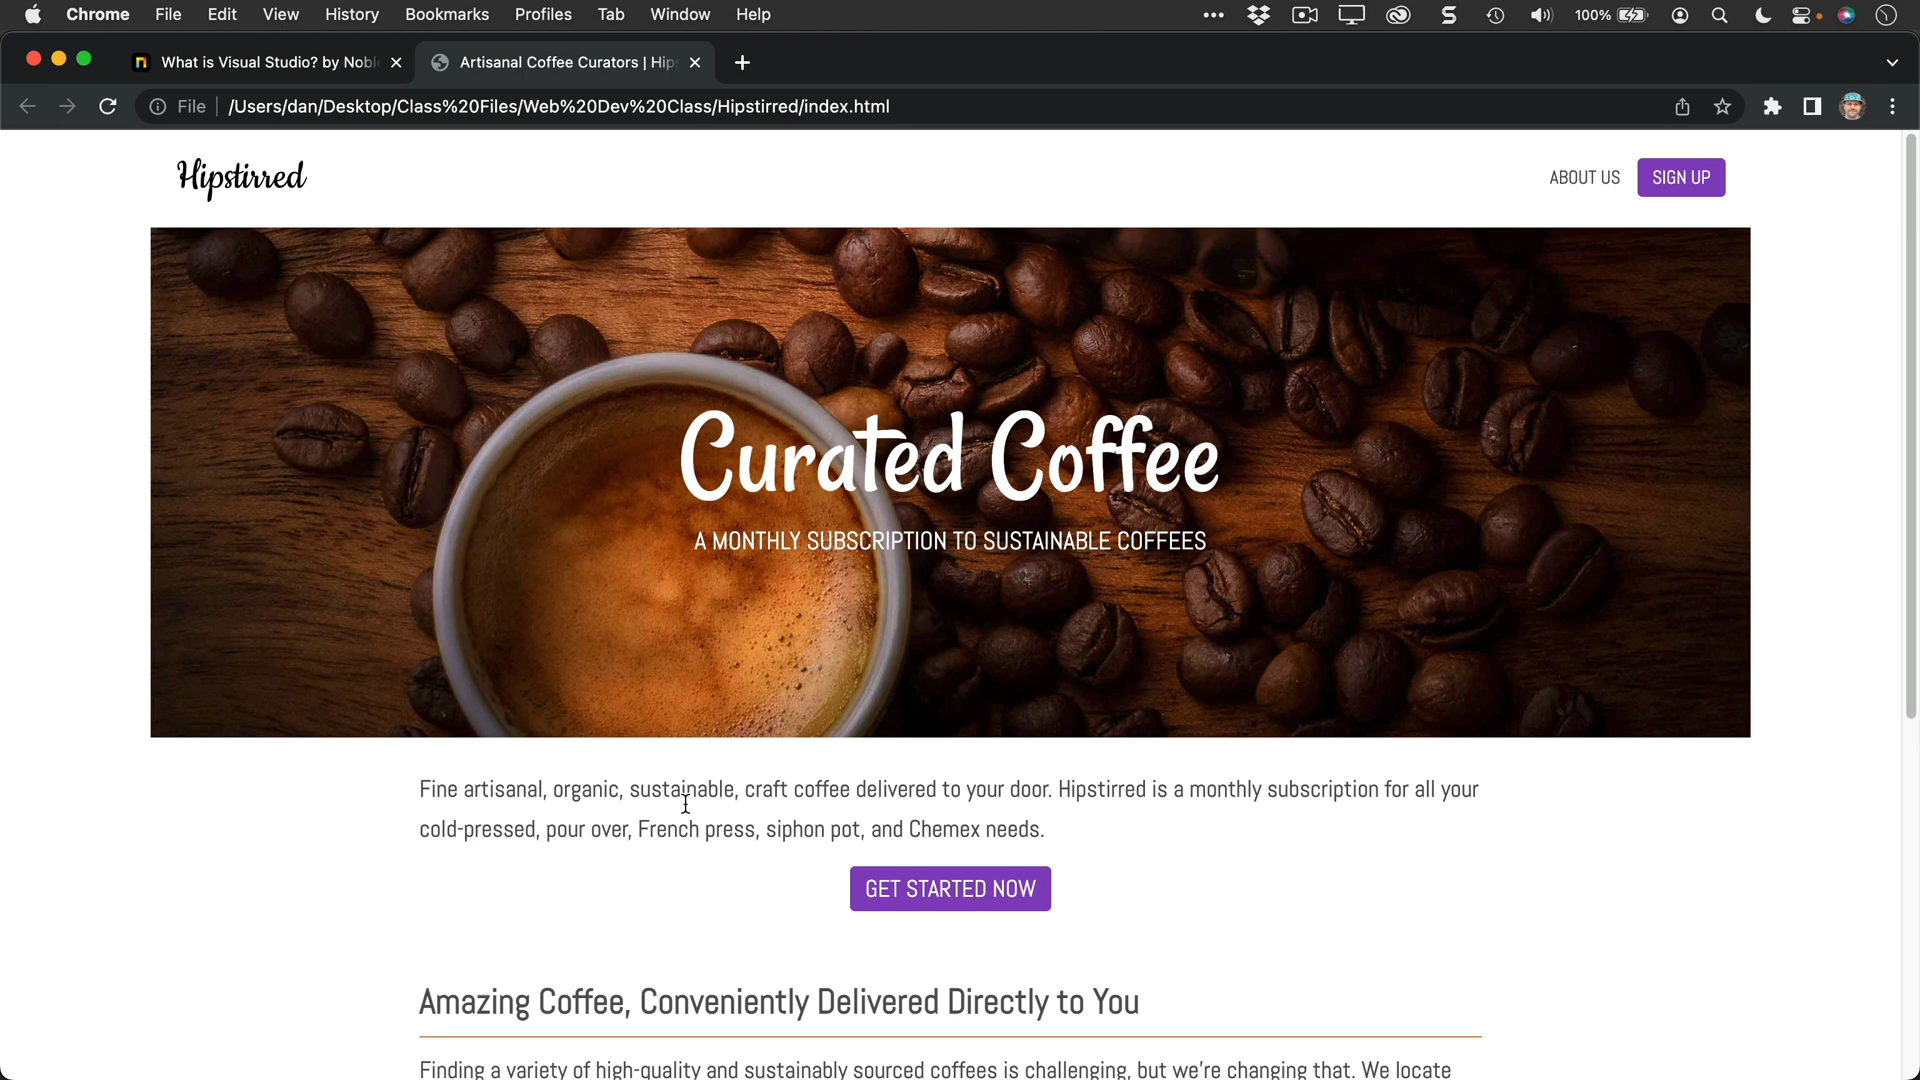 Chrome File Edit View History Bookmarks Profiles Tab Window Help
100%
What is Visual Studio? by Nobl
Artisanal Coffee Curators | Hips
File /Users/dan/Desktop/Class%20Files/Web%20Dev%20Class/Hipstirred/index.html
Hipstirred
ABOUT US
SIGN UP
Curated Coffee
A MONTHLY SUBSCRIPTION TO SUSTAINABLE COFFEES
Fine artisanal, organic, sustainable, craft coffee delivered to your door. Hipstirred is a monthly subscription for all your
cold-pressed, pour over, French press, siphon pot, and Chemex needs.
GET STARTED NOW
Amazing Coffee, Conveniently Delivered Directly to You
Finding a variety of high-quality and sustainably sourced coffees is challenging, but we're changing that. We locate